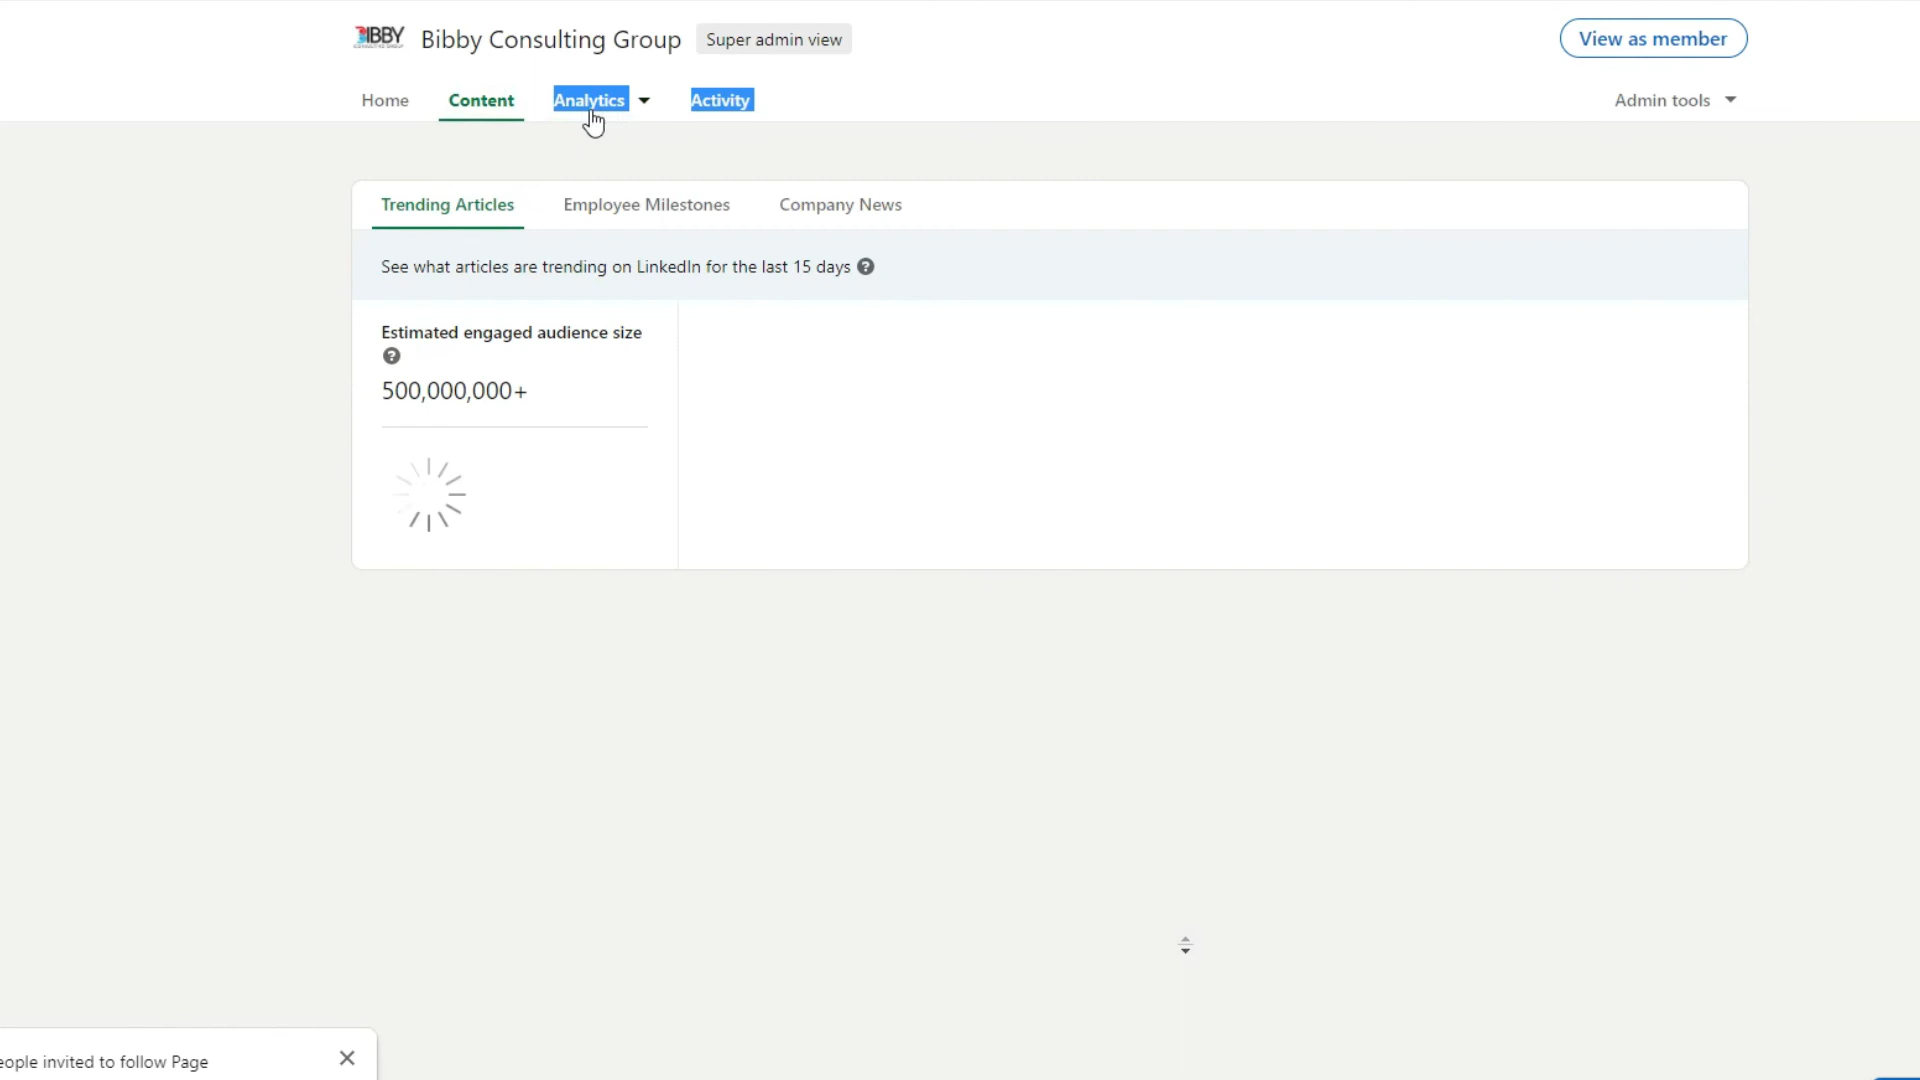 BIBBY
Bibby Consulting Group
Super admin view
View as member
Home
Content
Analytics
Activity
Admin tools
Trending Articles
Employee Milestones
Company News
See what articles are trending on LinkedIn for the last 15 days ?
Estimated engaged audience size
?
500,000,000+
eople invited to follow Page